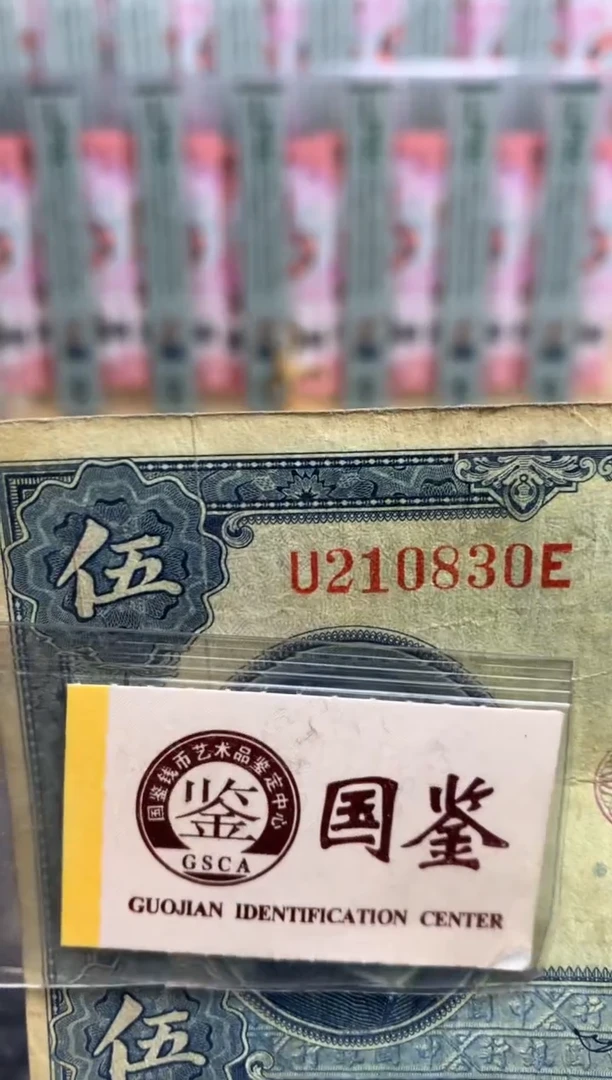 伍
U210830E
国鉴钱币艺术品鉴定中心
鉴
GSCA
国鉴
GUOJIAN IDENTIFICATION CENTER
伍